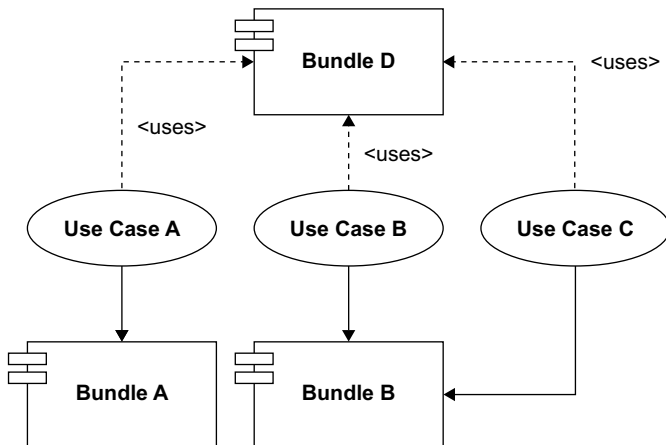 Bundle D
<uses>
<uses>
<uses>
Use Case A
Use Case B
Use Case C
Bundle A
Bundle B